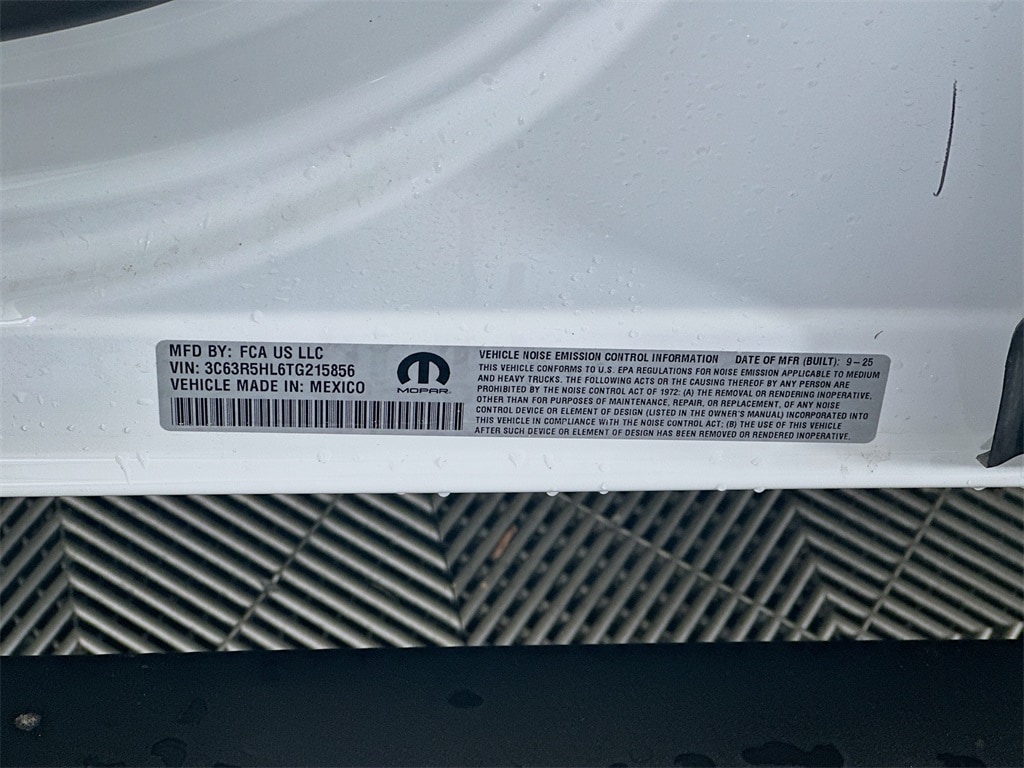 MFD BY: FCA US LLC
VIN: 3C63R5HL6TG215856
VEHICLE MADE IN: MEXICO
MOPAR
VEHICLE NOISE EMISSION CONTROL INFORMATION DATE OF MFR (BUILT): 9-25
THIS VEHICLE CONFORMS TO U.S. EPA REGULATIONS FOR NOISE EMISSION APPLICABLE TO MEDIUM
AND HEAVY TRUCKS. THE FOLLOWING ACTS OR THE CAUSING THEREOF BY ANY PERSON ARE
PROHIBITED BY THE NOISE CONTROL ACT OF 1972: (A) THE REMOVAL OR RENDERING INOPERATIVE,
OTHER THAN FOR PURPOSES OF MAINTENANCE, REPAIR, OR REPLACEMENT, OF ANY NOISE
CONTROL DEVICE OR ELEMENT OF DESIGN (LISTED IN THE OWNER'S MANUAL) INCORPORATED INTO
THIS VEHICLE IN COMPLIANCE WITH THE NOISE CONTROL ACT; (B) THE USE OF THIS VEHICLE
AFTER SUCH DEVICE OR ELEMENT OF DESIGN HAS BEEN REMOVED OR RENDERED INOPERATIVE.